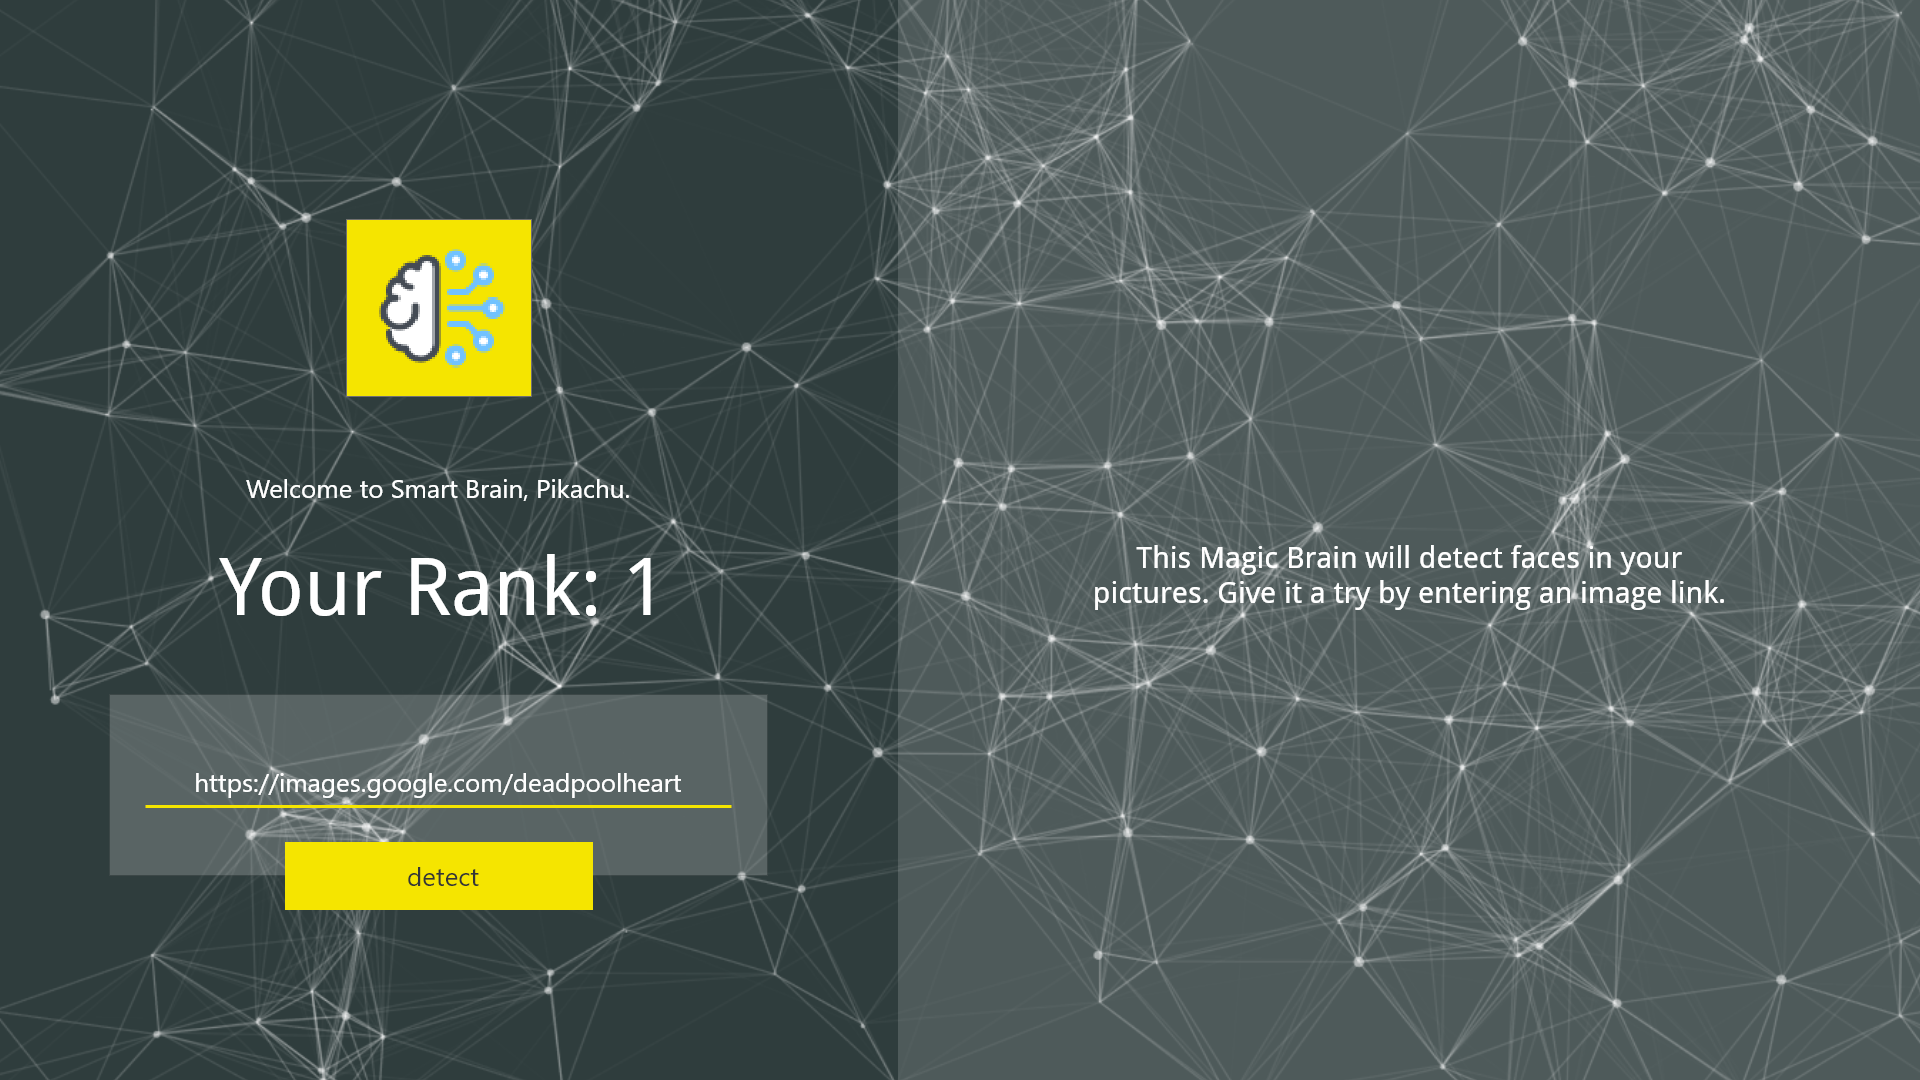 Welcome to Smart Brain, Pikachu.
Your Rank: 1
https://images.google.com/deadpoolheart
detect
This Magic Brain will detect faces in your
pictures. Give it a try by entering an image link.